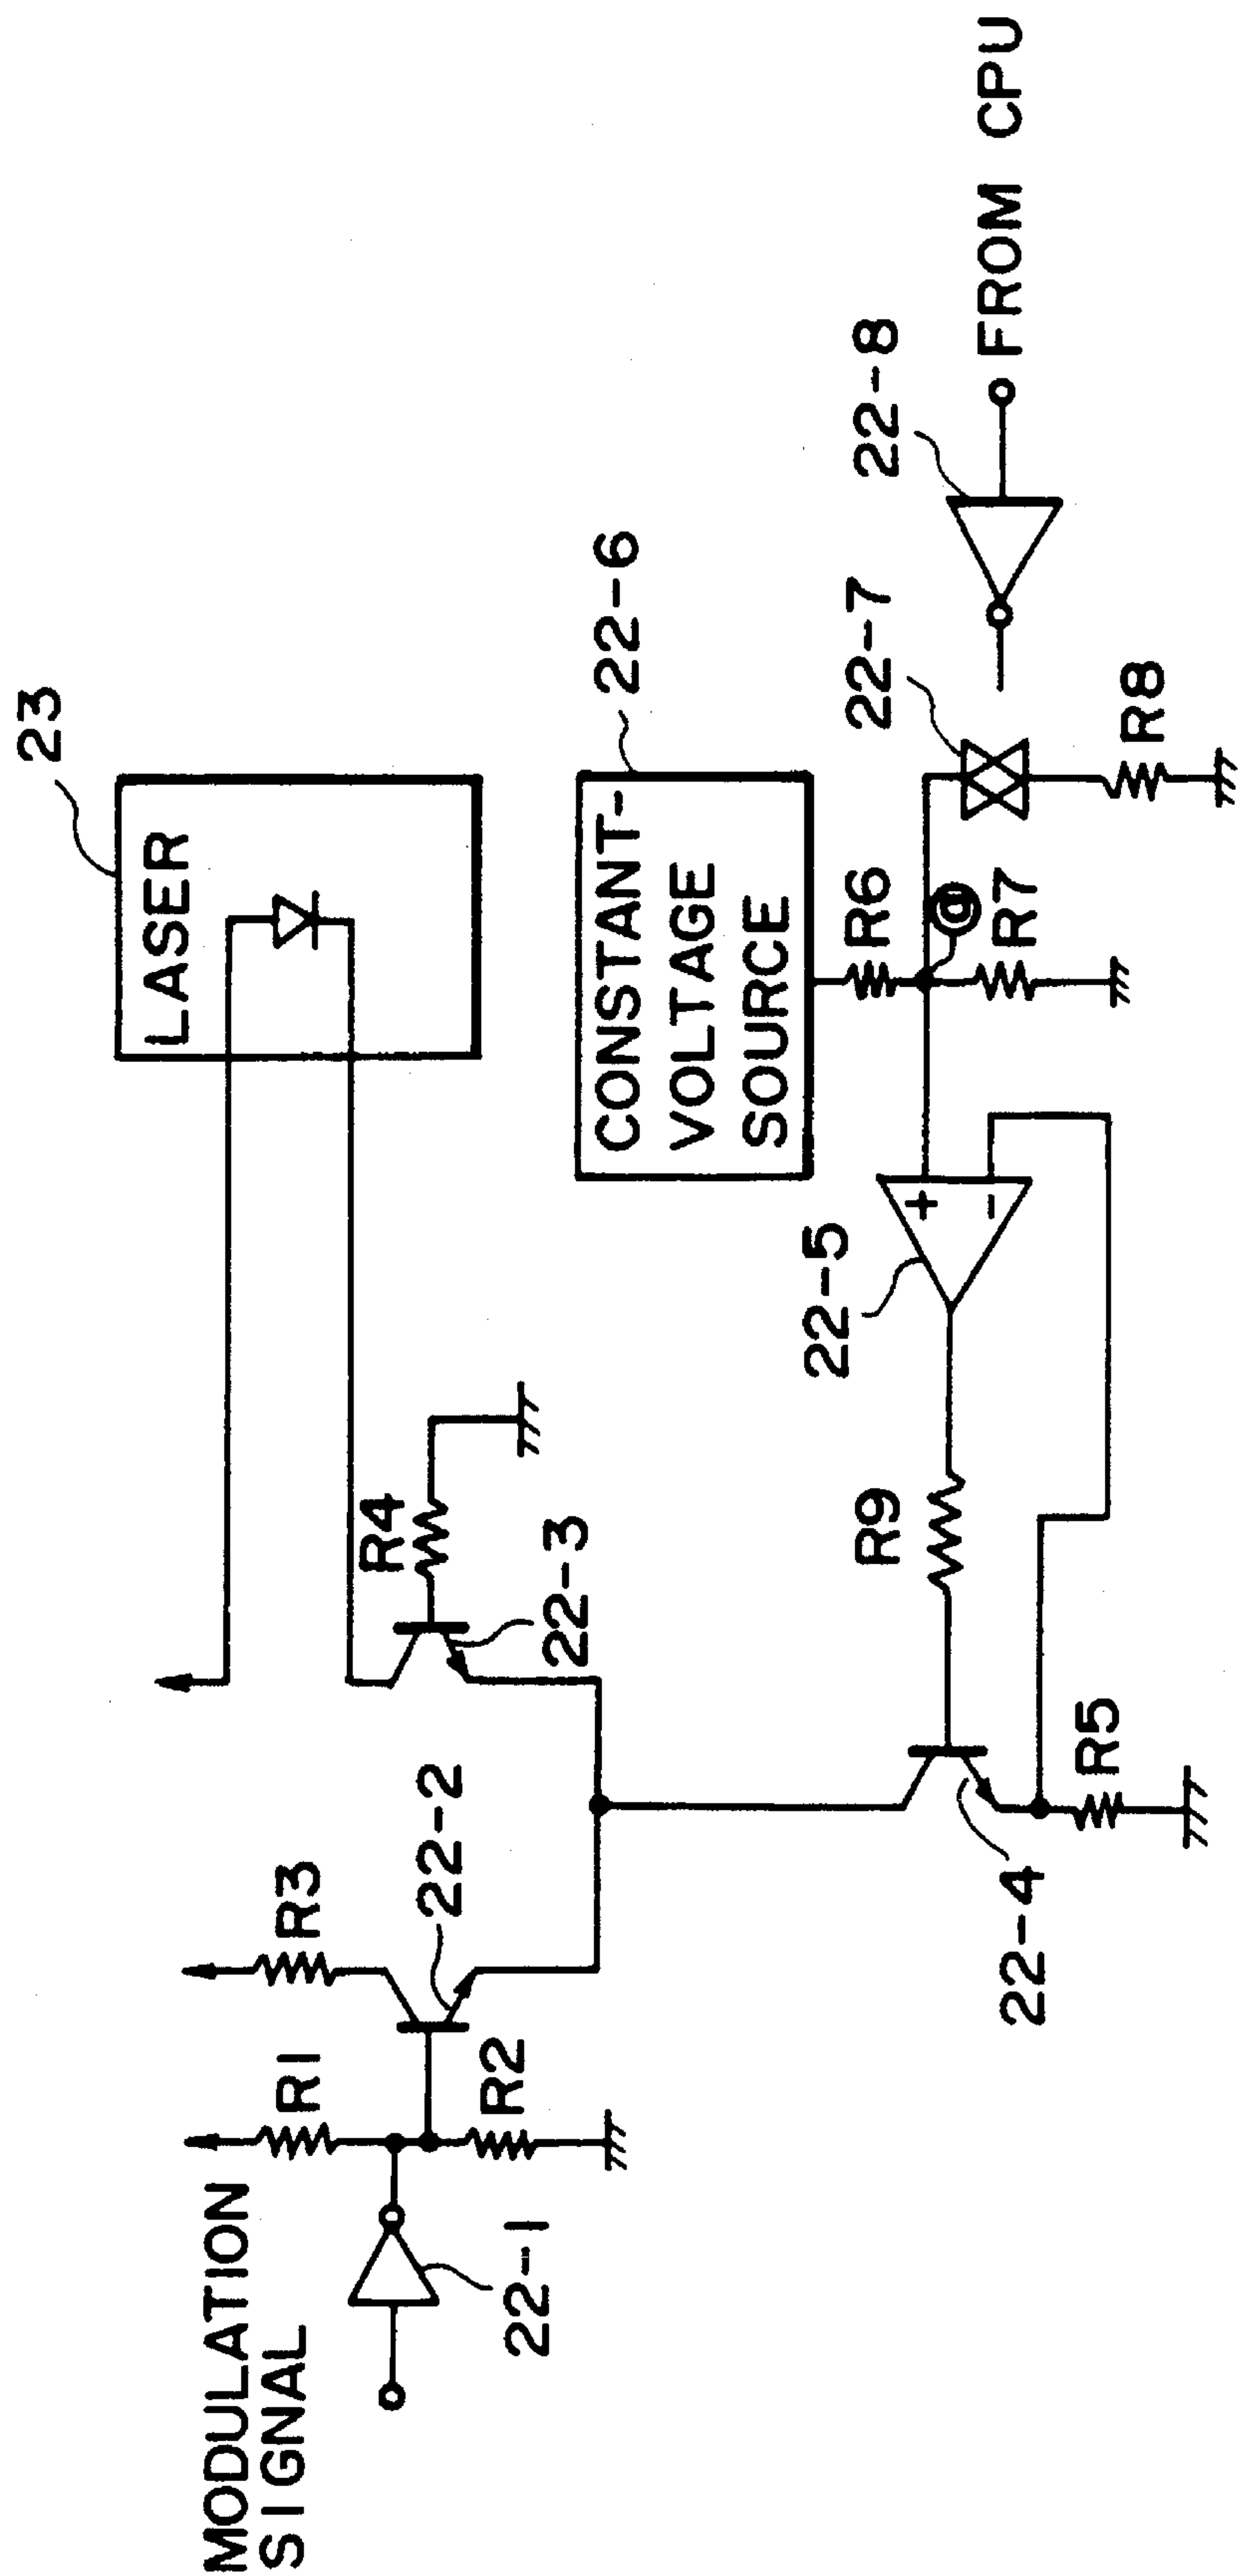 MODULATION
SIGNAL
22-1
R1
R2
R3
22-2
R4
22-3
23
LASER
22-4
R5
R9
22-5
+
-
CONSTANT-
VOLTAGE
SOURCE
22-6
R6
ⓐ
R7
22-7
R8
22-8
FROM CPU